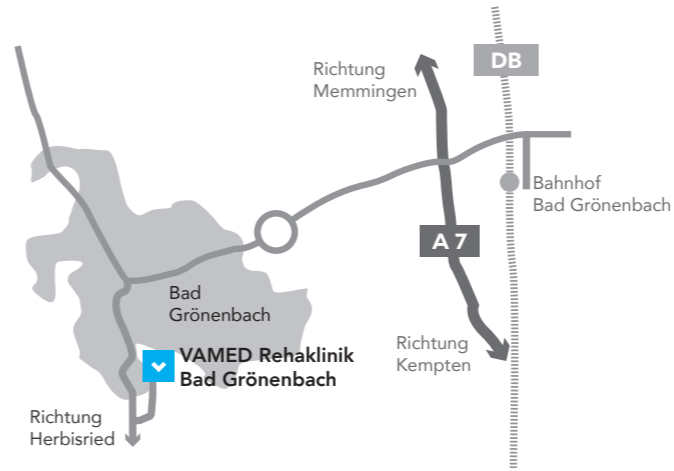 DB
Richtung
Memmingen
Bahnhof
Bad Grönenbach
A 7
Bad
Grönenbach
Richtung
Kempten
VAMED Rehaklinik
Bad Grönenbach
Richtung
Herbisried